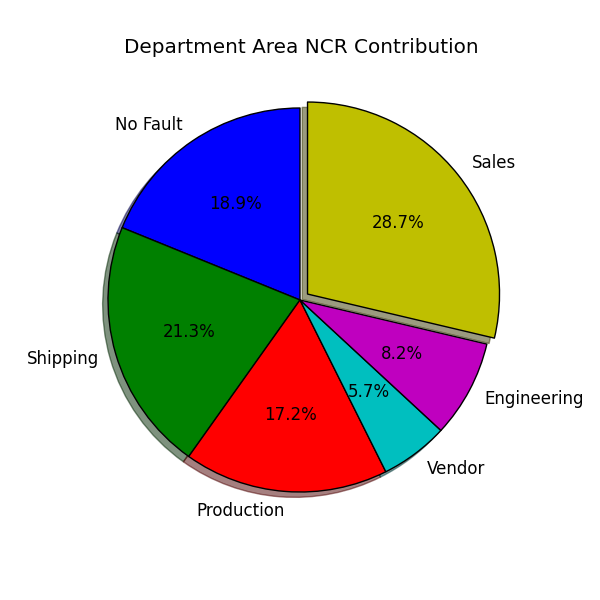 Department Area NCR Contribution
No Fault
Sales
18.9%
28.7%
21.3%
Shipping
8.2%
5.7%
Engineering
17.2%
Vendor
Production